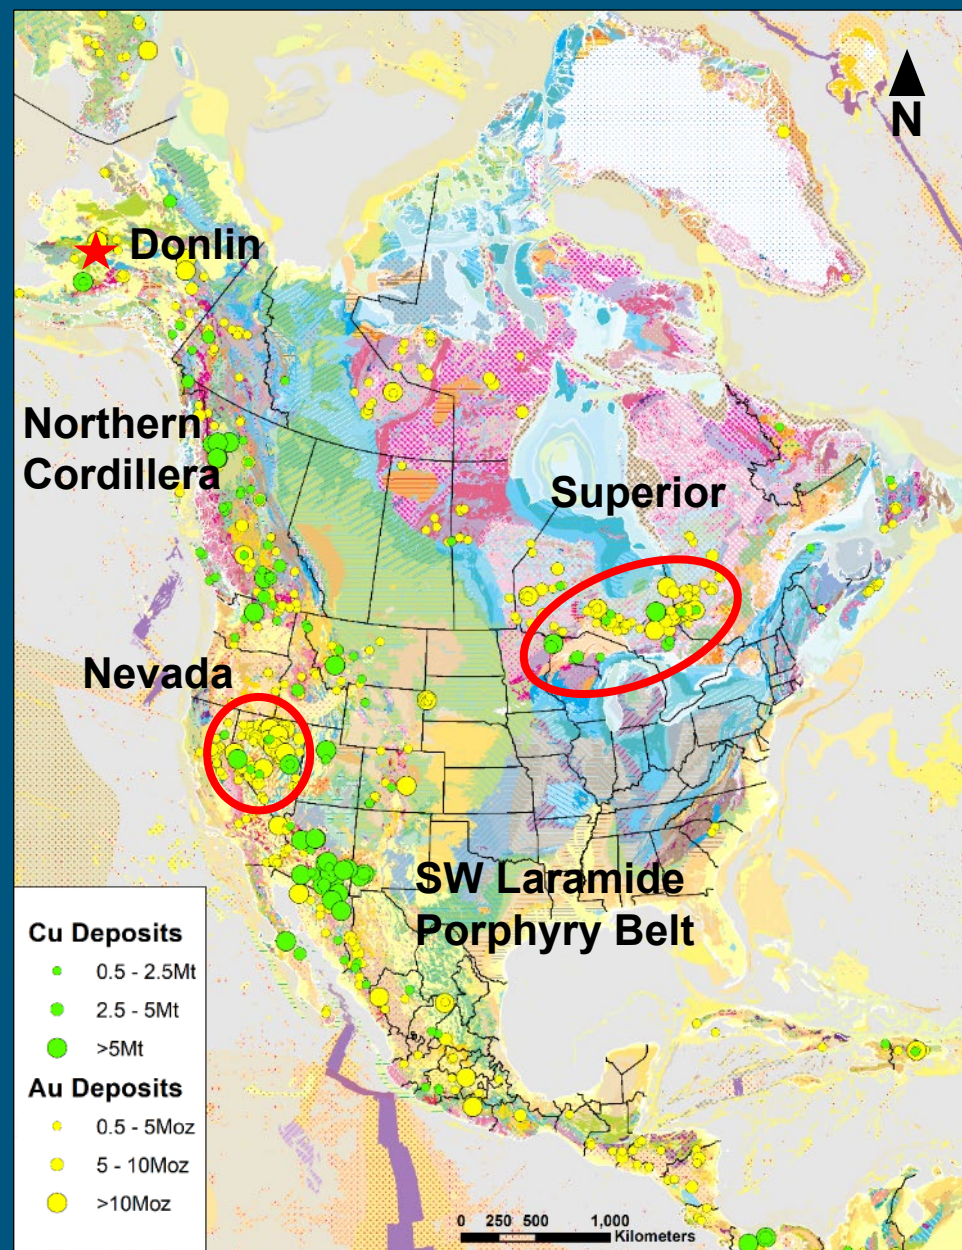 N
Donlin
Northern
Cordillera
Superior
Nevada
SW Laramide
Porphyry Belt
Cu Deposits
0.5 - 2.5Mt
2.5 - 5Mt
>5Mt
Au Deposits
0.5 - 5Moz
5 - 10Moz
>10Moz
0 250 500 1,000
Kilometers